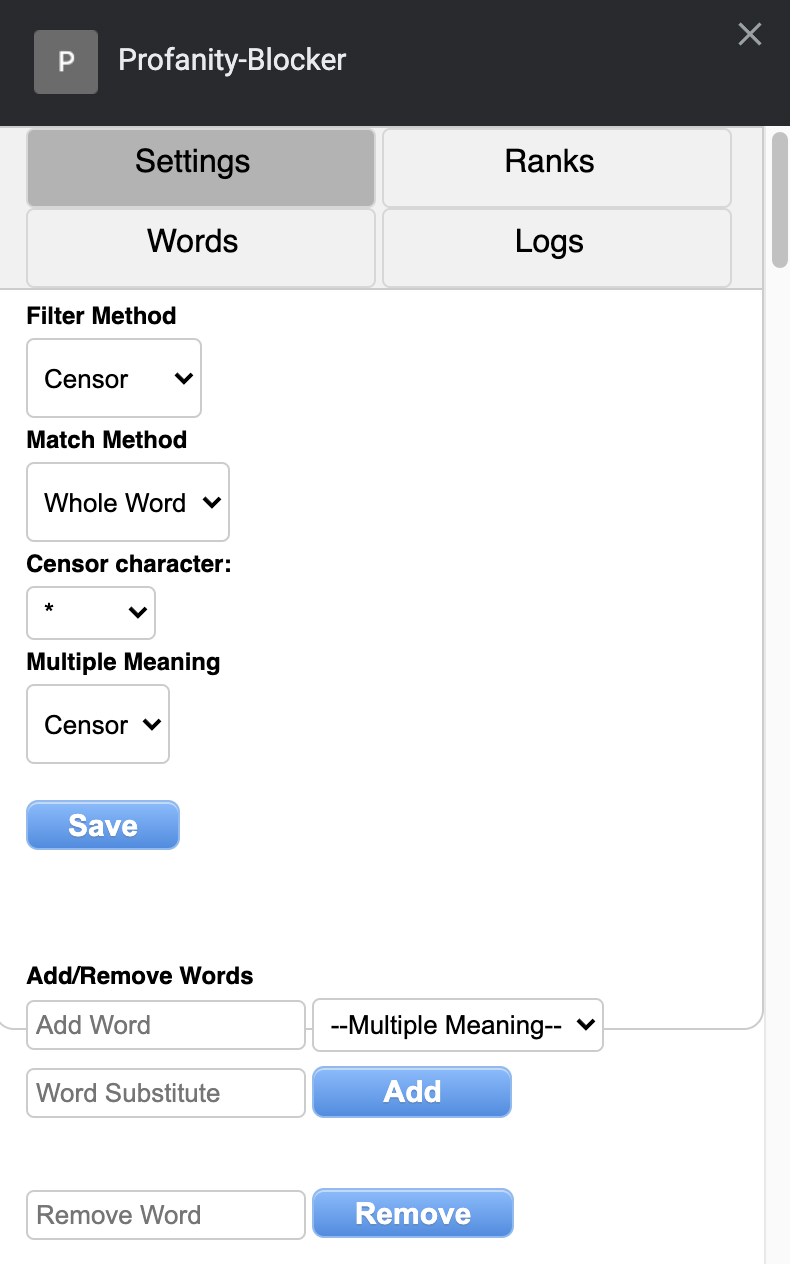 P Profanity-Blocker
Settings Ranks
Words Logs
Filter Method
Censor
Match Method
Whole Word
Censor character:
*
Multiple Meaning
Censor
Save
Add/Remove Words
Add Word --Multiple Meaning--
Word Substitute Add
Remove Word Remove